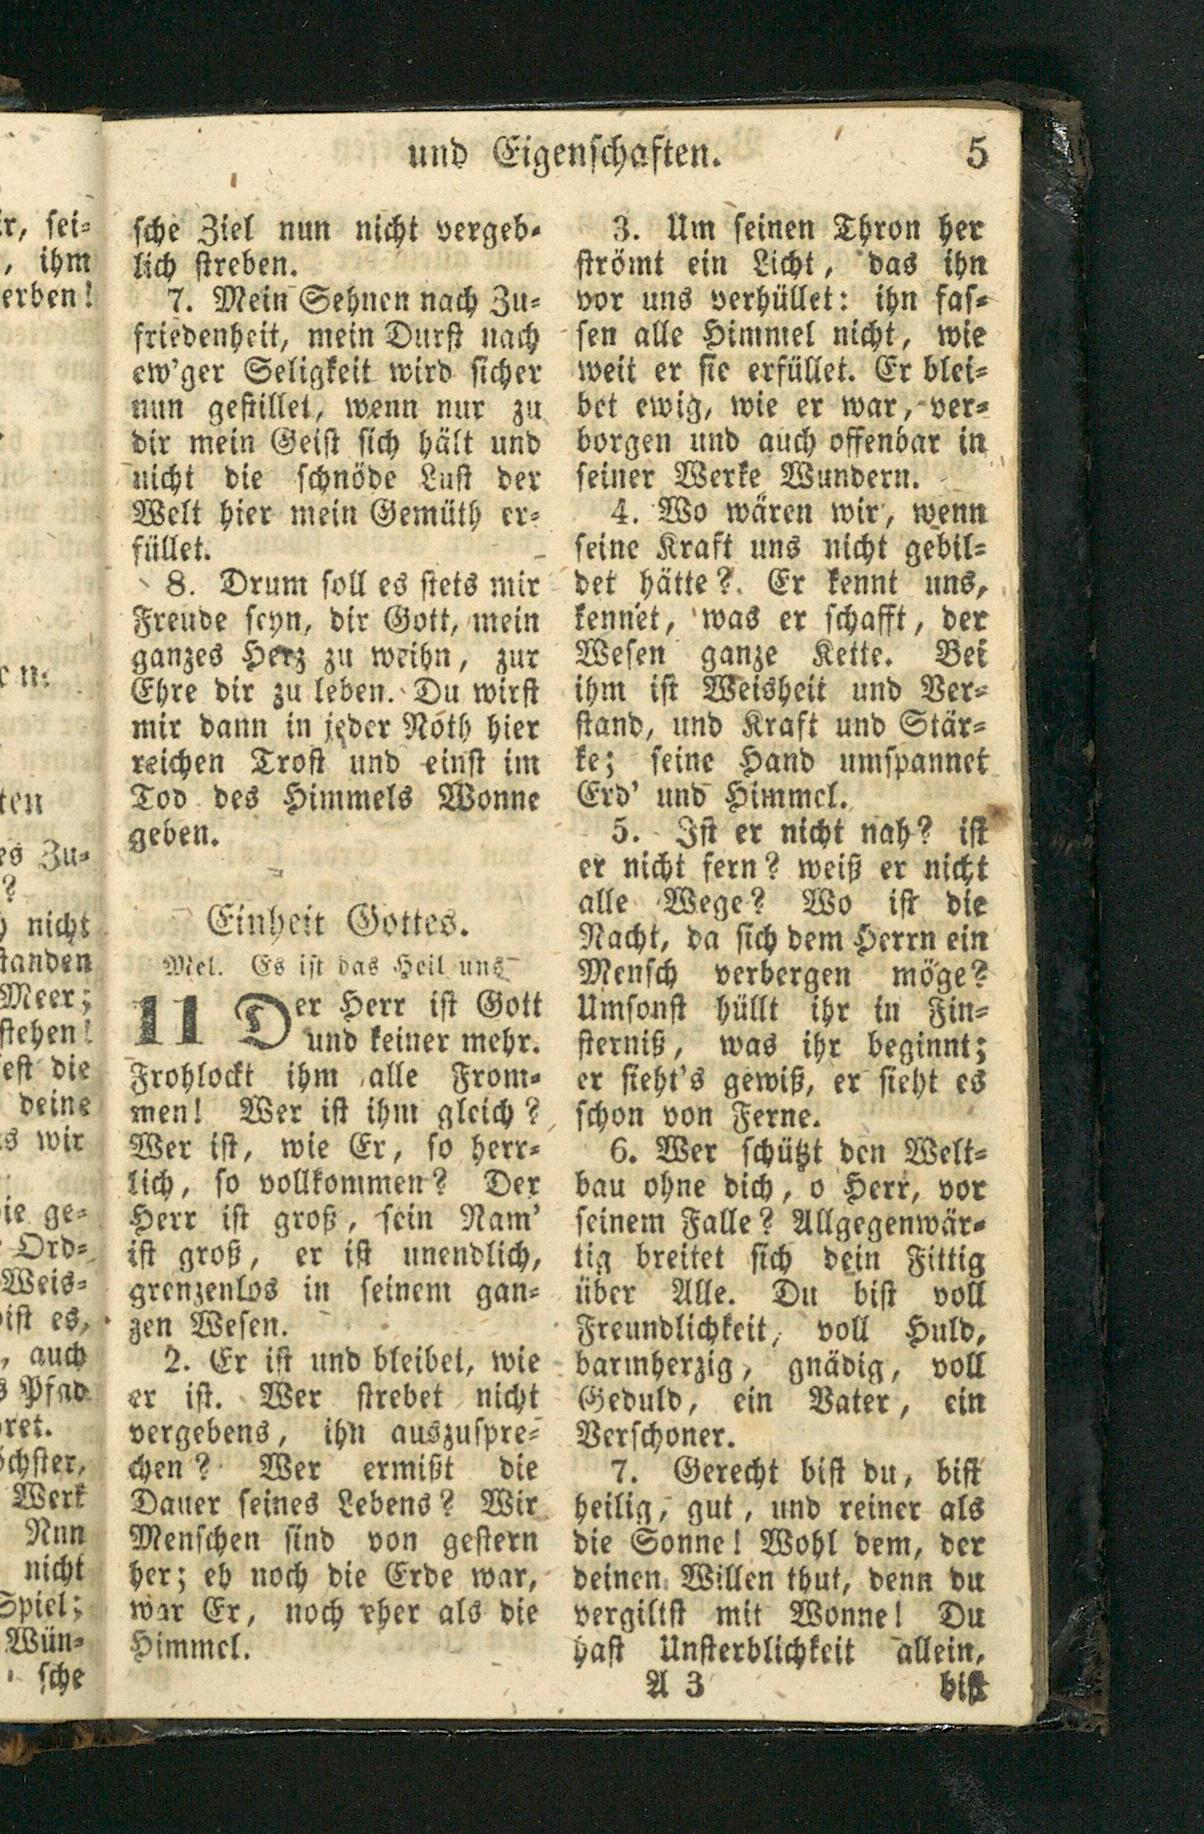 und Eigenschaften. 5
sche Ziel nun nicht vergeb-
lich streben.
7. Mein Sehnen nach Zu-
friedenheit, mein Durst nach
ew'ger Seligkeit wird sicher
nun gestillet, wenn nur zu
dir mein Geist sich hält und
nicht die schnöde Lust der
Welt hier mein Gemüth er-
füllet.
8. Drum soll es stets mir
Freude seyn, dir Gott, mein
ganzes Herz zu weihn, zur
Ehre dir zu leben. Du wirst
mir dann in jeder Noth hier
reichen Trost und einst im
Tod des Himmels Wonne
geben.
Einheit Gottes.
Mel. Es ist das Heil uns
11 Der Herr ist Gott
und keiner mehr.
Frohlockt ihm alle From-
men! Wer ist ihm gleich?
Wer ist, wie Er, so herr-
lich, so vollkommen? Der
Herr ist groß, sein Nam'
ist groß, er ist unendlich,
grenzenlos in seinem gan-
zen Wesen.
2. Er ist und bleibet, wie
er ist. Wer strebet nicht
vergebens, ihn auszuspre-
chen? Wer ermißt die
Dauer seines Lebens? Wir
Menschen sind von gestern
her; eh noch die Erde war,
war Er, noch eher als die
Himmel.
3. Um seinen Thron her
strömt ein Licht, das ihn
vor uns verhüllet: ihn fas-
sen alle Himmel nicht, wie
weit er sie erfüllet. Er blei-
bet ewig, wie er war, ver-
borgen und auch offenbar in
seiner Werke Wundern.
4. Wo wären wir, wenn
seine Kraft uns nicht gebil-
det hätte? Er kennt uns,
kennet, was er schafft, der
Wesen ganze Kette. Bei
ihm ist Weisheit und Ver-
stand, und Kraft und Stär-
ke; seine Hand umspannet
Erd' und Himmel.
5. Ist er nicht nah? ist
er nicht fern? weiß er nicht
alle Wege? Wo ist die
Nacht, da sich dem Herrn ein
Mensch verbergen möge?
Umsonst hüllt ihr in Fin-
sterniß, was ihr beginnt;
er sieht's gewiß, er sieht es
schon von Ferne.
6. Wer schützt den Welt-
bau ohne dich, o Herr, vor
seinem Falle? Allgegenwär-
tig breitet sich dein Fittig
über Alle. Du bist voll
Freundlichkeit, voll Huld,
barmherzig, gnädig, voll
Geduld, ein Vater, ein
Verschoner.
7. Gerecht bist du, bist
heilig, gut, und reiner als
die Sonne! Wohl dem, der
deinen Willen thut, denn du
vergiltst mit Wonne! Du
hast Unsterblichkeit allein,
A 3 bist